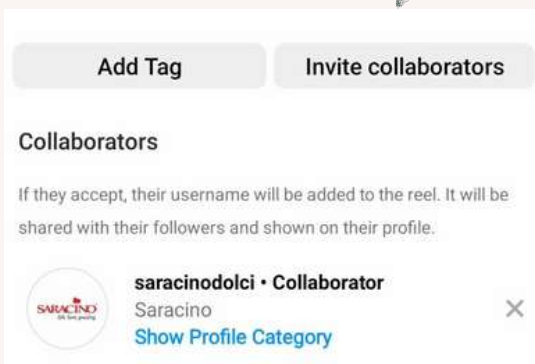 Add Tag Invite collaborators
Collaborators
If they accept, their username will be added to the reel. It will be
shared with their followers and shown on their profile.
saracinodolci • Collaborator
SARACINO
Saracino
Show Profile Category